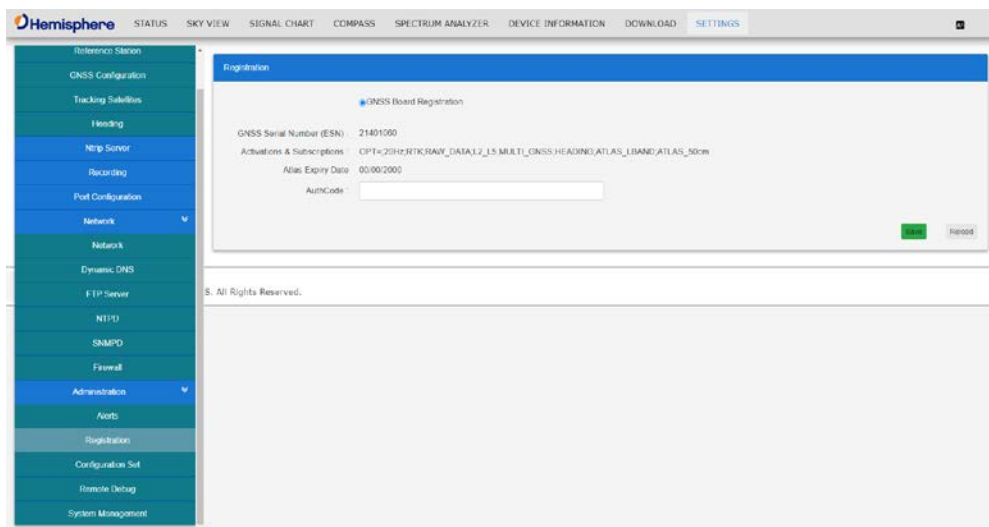 Hemisphere STATUS SKY VIEW SIGNAL CHART COMPASS SPECTRUM ANALYZER DEVICE INFORMATION DOWNLOAD SETTINGS
Reference Station
GNSS Configuration
Tracking Satellites
Heading
Ntrip Server
Recording
Port Configuration
Network
Network
Dynamic DNS
FTP Server
NTPD
SNMPD
Firewall
Administration
Alerts
Registration
Configuration Set
Remote Debug
System Management
Registration
GNSS Board Registration
GNSS Serial Number (ESN) : 21401060
Activations & Subscriptions : OPT=;20Hz;RTK;RAW_DATA;L2_L5;MULTI_GNSS;HEADING;ATLAS_LBAND;ATLAS_50cm
Atlas Expiry Date 00/00/2000
AuthCode :
Save Reload
S. All Rights Reserved.